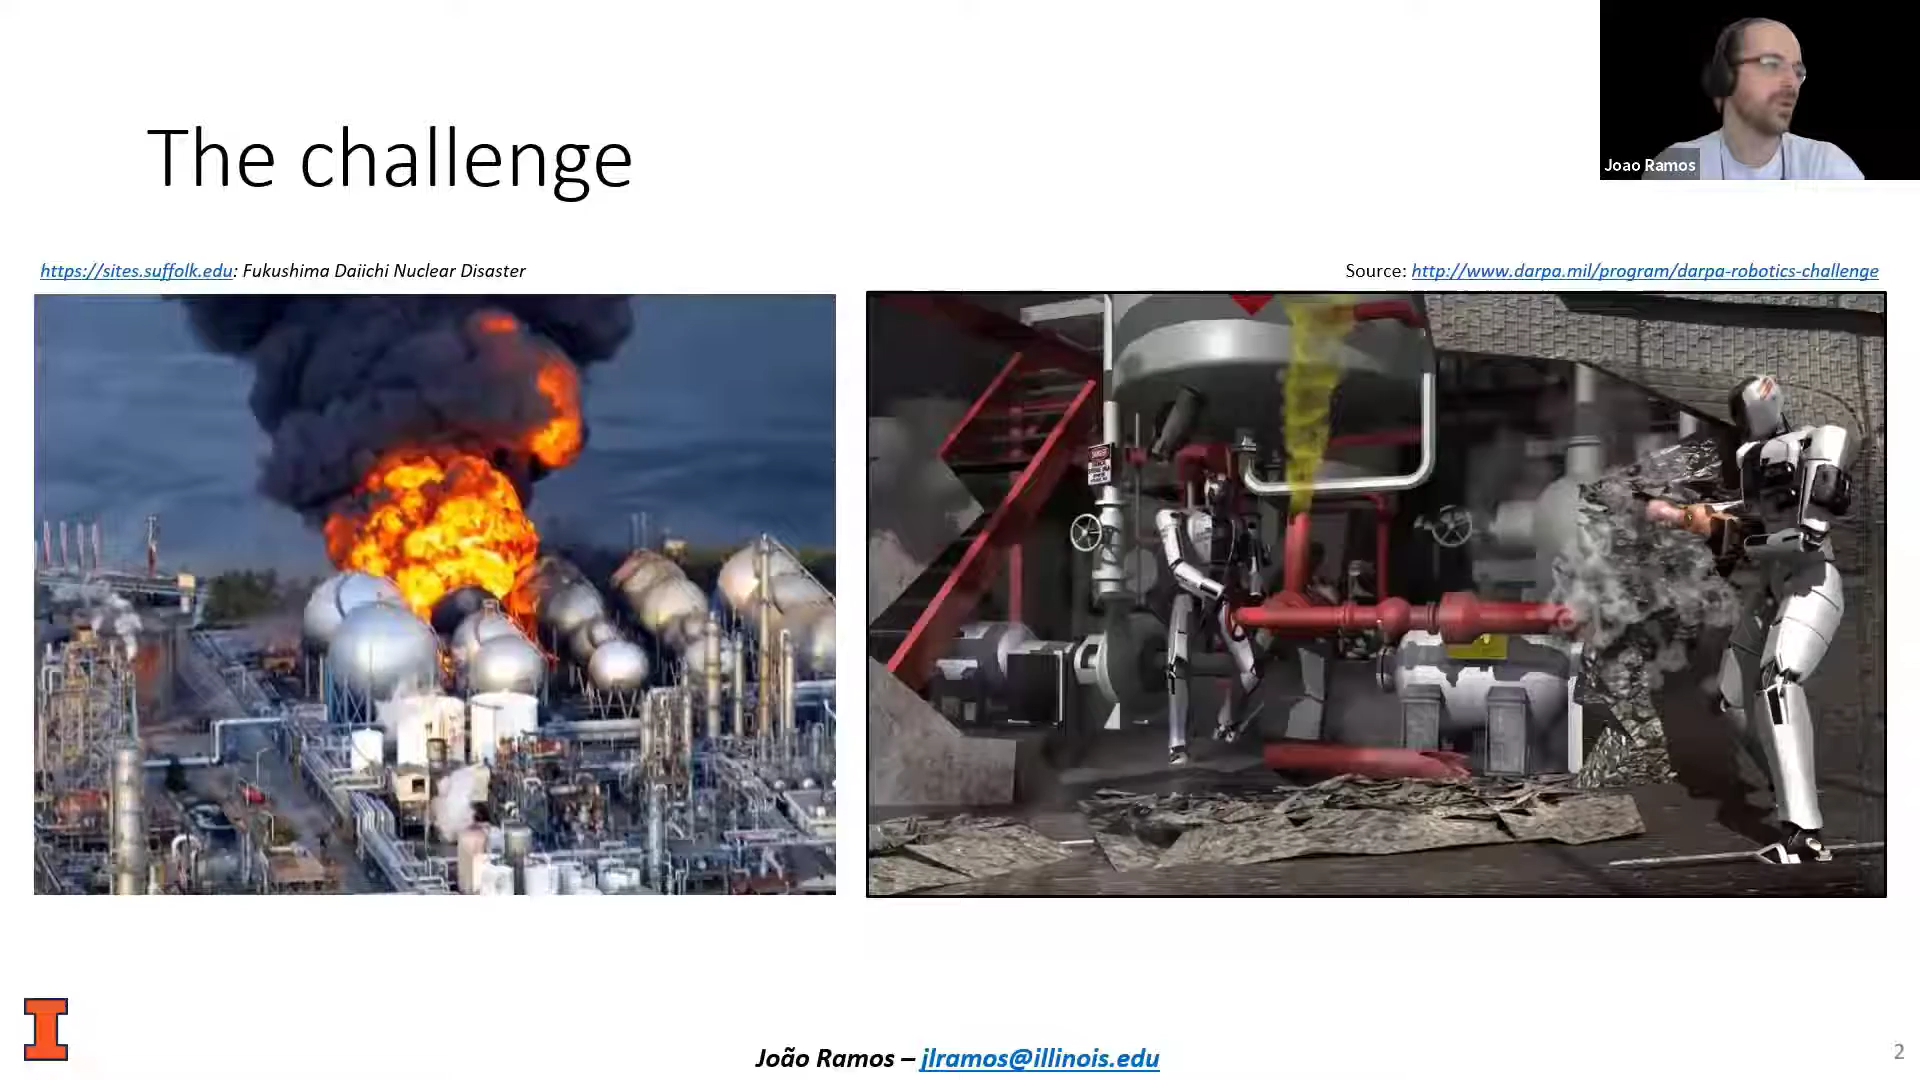 Joao Ramos
The challenge
https://sites.suffolk.edu: Fukushima Daiichi Nuclear Disaster
Source: http://www.darpa.mil/program/darpa-robotics-challenge
DANGER
João Ramos – jlramos@illinois.edu
2